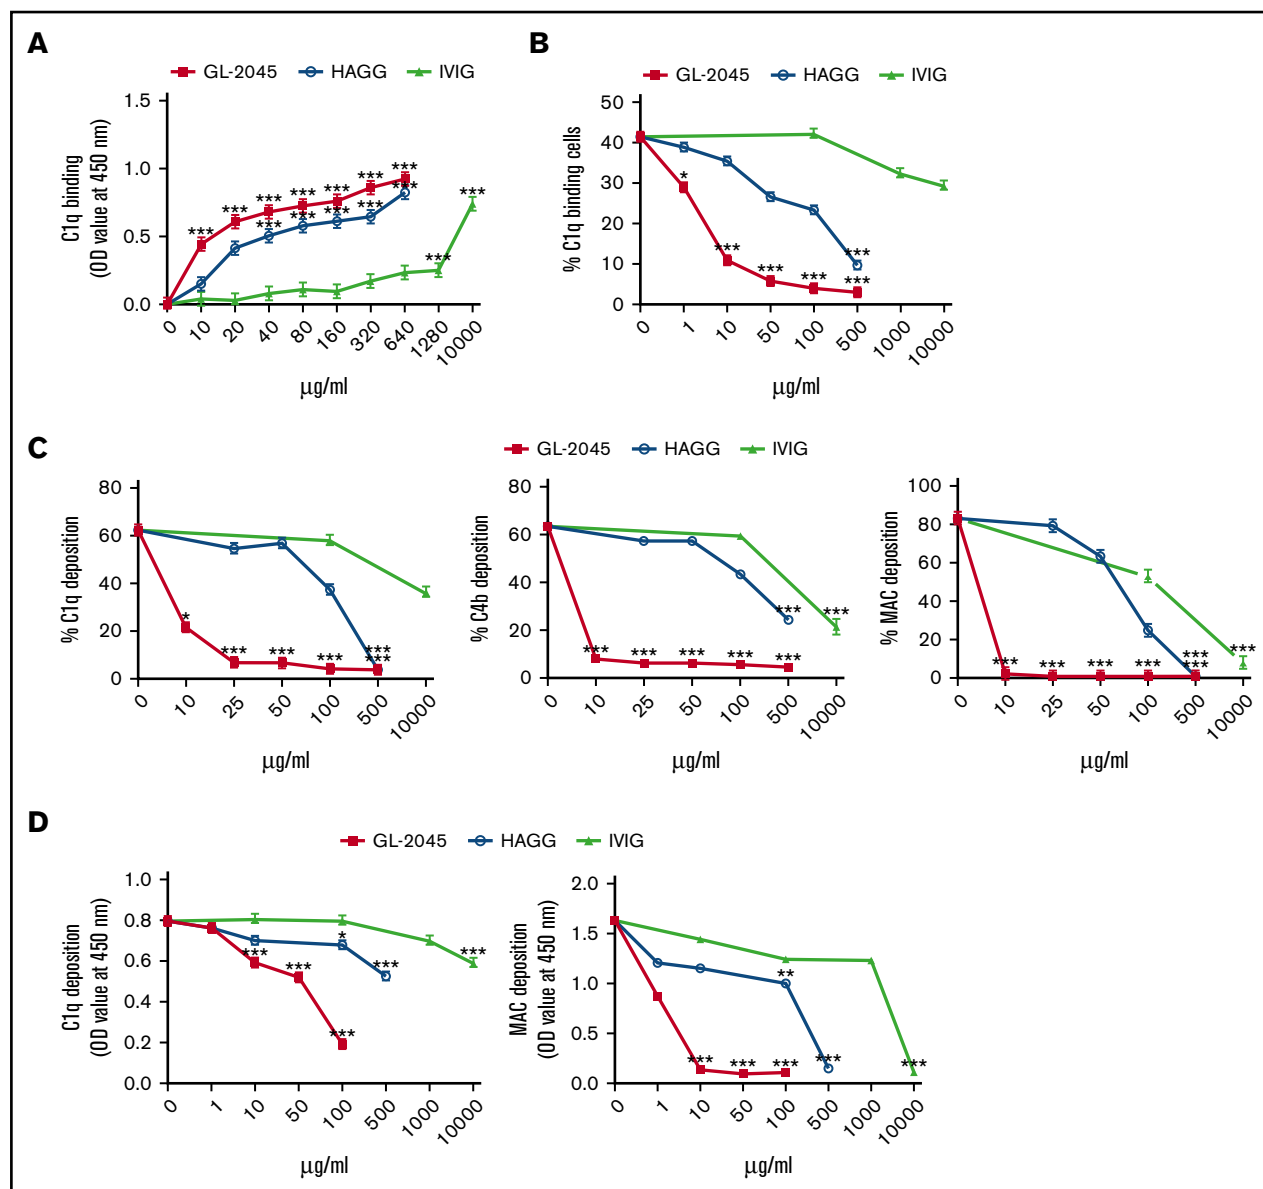 A
GL-2045 HAGG IVIG
C1q binding
(OD value at 450 nm)
1.5
1.0
0.5
0.0
*** *** *** *** *** *** ***
*** *** *** *** ***
*** ***
0 10 20 40 80 160 320 640 1280 10000
µg/ml
B
GL-2045 HAGG IVIG
% C1q binding cells
50
40
30
20
10
0
* *** *** *** ***
***
0 1 10 50 100 500 1000 10000
µg/ml
C
GL-2045 HAGG IVIG
% C1q deposition
80
60
40
20
0
* *** *** *** ***
***
0 10 25 50 100 500 10000
µg/ml
% C4b deposition
80
60
40
20
0
*** *** *** *** ***
*** ***
0 10 25 50 100 500 10000
µg/ml
% MAC deposition
100
80
60
40
20
0
*** *** *** *** ***
*** ***
0 10 25 50 100 500 10000
µg/ml
D
GL-2045 HAGG IVIG
C1q deposition
(OD value at 450 nm)
1.0
0.8
0.6
0.4
0.2
0.0
*** *** ***
* *** ***
0 1 10 50 100 500 1000 10000
µg/ml
MAC deposition
(OD value at 450 nm)
2.0
1.5
1.0
0.5
0.0
*** *** ***
** *** ***
0 1 10 50 100 500 1000 10000
µg/ml